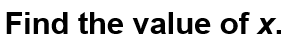 Find the value of x.